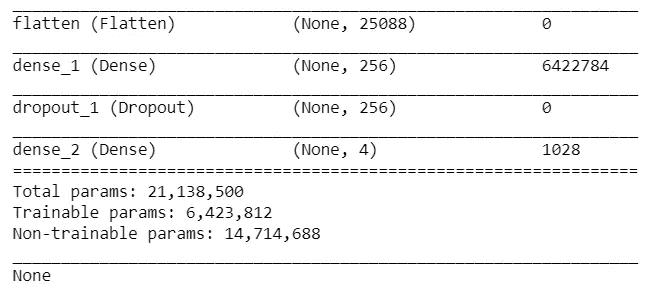 flatten (Flatten) (None, 25088) 0
dense_1 (Dense) (None, 256) 6422784
dropout_1 (Dropout) (None, 256) 0
dense_2 (Dense) (None, 4) 1028
=================================================================
Total params: 21,138,500
Trainable params: 6,423,812
Non-trainable params: 14,714,688
None